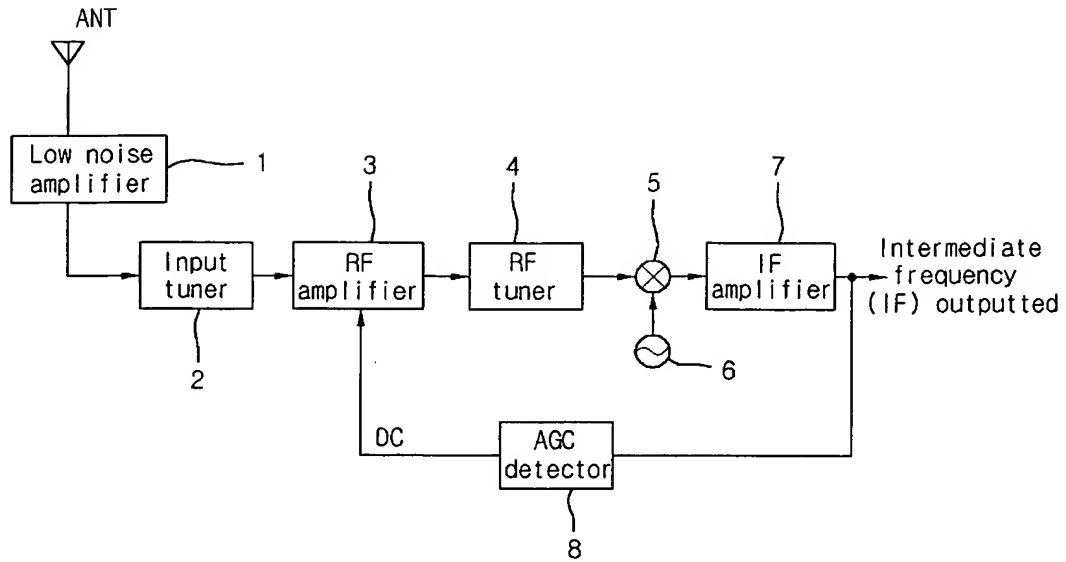 ANT
Low noise
amplifier
1
3
4
5
7
Input
tuner
RF
amplifier
RF
tuner
IF
amplifier
Intermediate
frequency
(IF) outputted
2
6
DC
AGC
detector
8